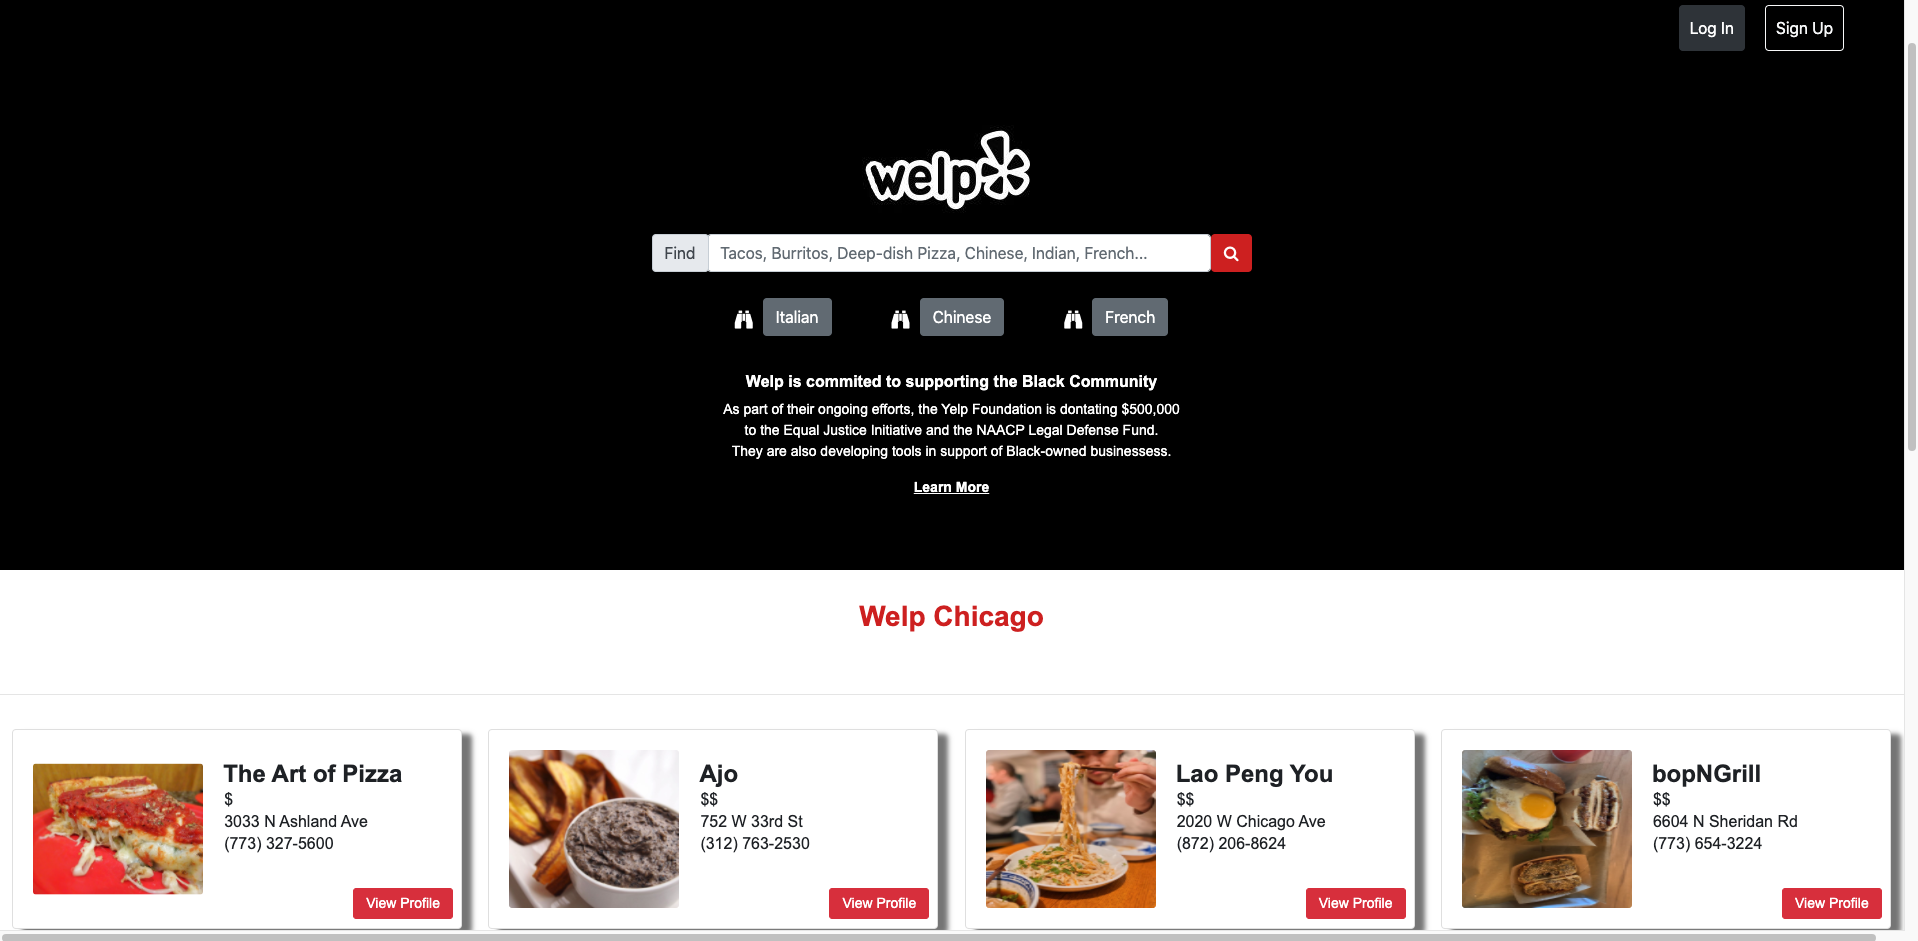 Log In
Sign Up
welp
Find
Tacos, Burritos, Deep-dish Pizza, Chinese, Indian, French...
Italian
Chinese
French
Welp is commited to supporting the Black Community
As part of their ongoing efforts, the Yelp Foundation is dontating $500,000
to the Equal Justice Initiative and the NAACP Legal Defense Fund.
They are also developing tools in support of Black-owned businessess.
Learn More
Welp Chicago
The Art of Pizza
$
3033 N Ashland Ave
(773) 327-5600
View Profile
Ajo
$$
752 W 33rd St
(312) 763-2530
View Profile
Lao Peng You
$$
2020 W Chicago Ave
(872) 206-8624
View Profile
bopNGrill
$$
6604 N Sheridan Rd
(773) 654-3224
View Profile